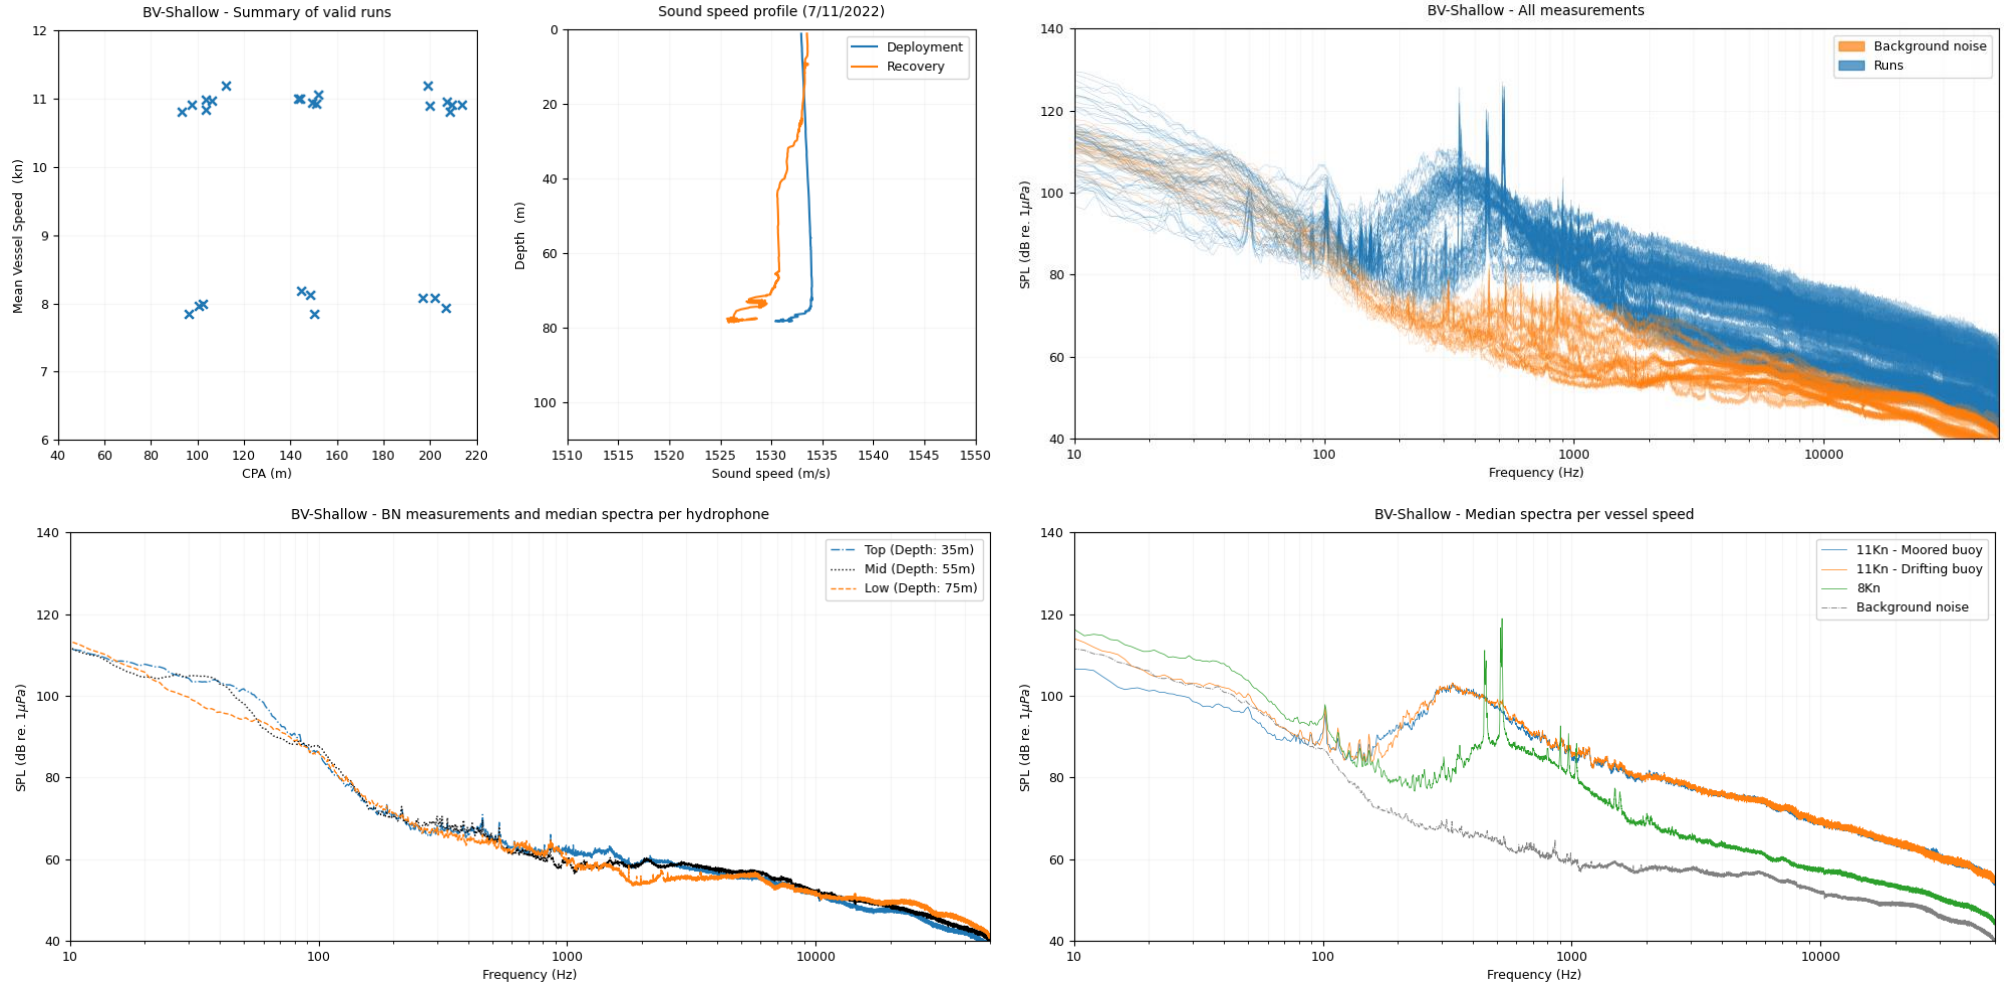 BV-Shallow - Summary of valid runs
12
11
10
9
8
7
6
Mean Vessel Speed (kn)
40 60 80 100 120 140 160 180 200 220
CPA (m)
Sound speed profile (7/11/2022)
Deployment
Recovery
0
20
40
60
80
100
Depth (m)
1510 1515 1520 1525 1530 1535 1540 1545 1550
Sound speed (m/s)
BV-Shallow - All measurements
Background noise
Runs
140
120
100
80
60
40
SPL (dB re. 1μPa)
10 100 1000 10000
Frequency (Hz)
BV-Shallow - BN measurements and median spectra per hydrophone
Top (Depth: 35m)
Mid (Depth: 55m)
Low (Depth: 75m)
140
120
100
80
60
40
SPL (dB re. 1μPa)
10 100 1000 10000
Frequency (Hz)
BV-Shallow - Median spectra per vessel speed
11Kn - Moored buoy
11Kn - Drifting buoy
8Kn
Background noise
140
120
100
80
60
40
SPL (dB re. 1μPa)
10 100 1000 10000
Frequency (Hz)